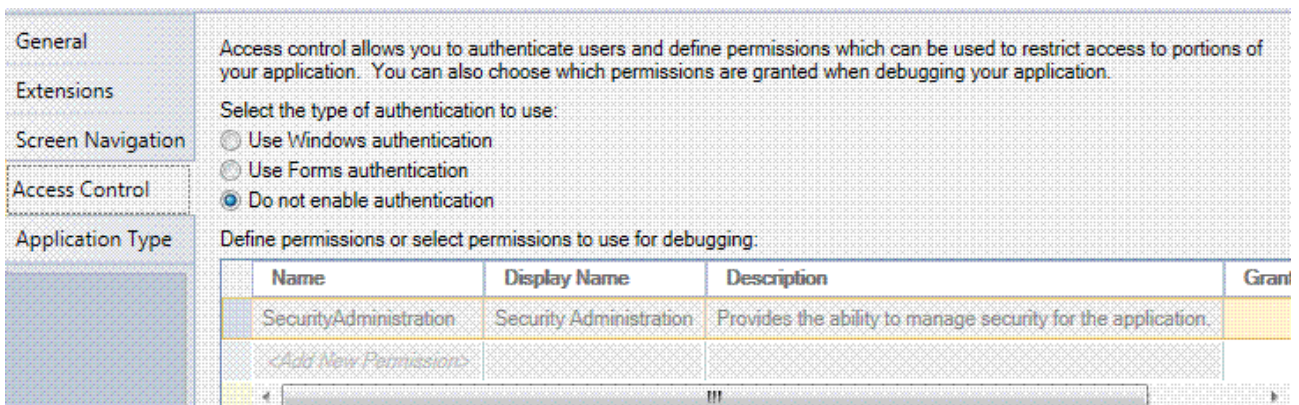 General
Extensions
Screen Navigation
Access Control
Application Type
Access control allows you to authenticate users and define permissions which can be used to restrict access to portions of
your application.  You can also choose which permissions are granted when debugging your application.
Select the type of authentication to use:
Use Windows authentication
Use Forms authentication
Do not enable authentication
Define permissions or select permissions to use for debugging:
Name Display Name Description Grant
SecurityAdministration Security Administration Provides the ability to manage security for the application.
<Add New Permission>